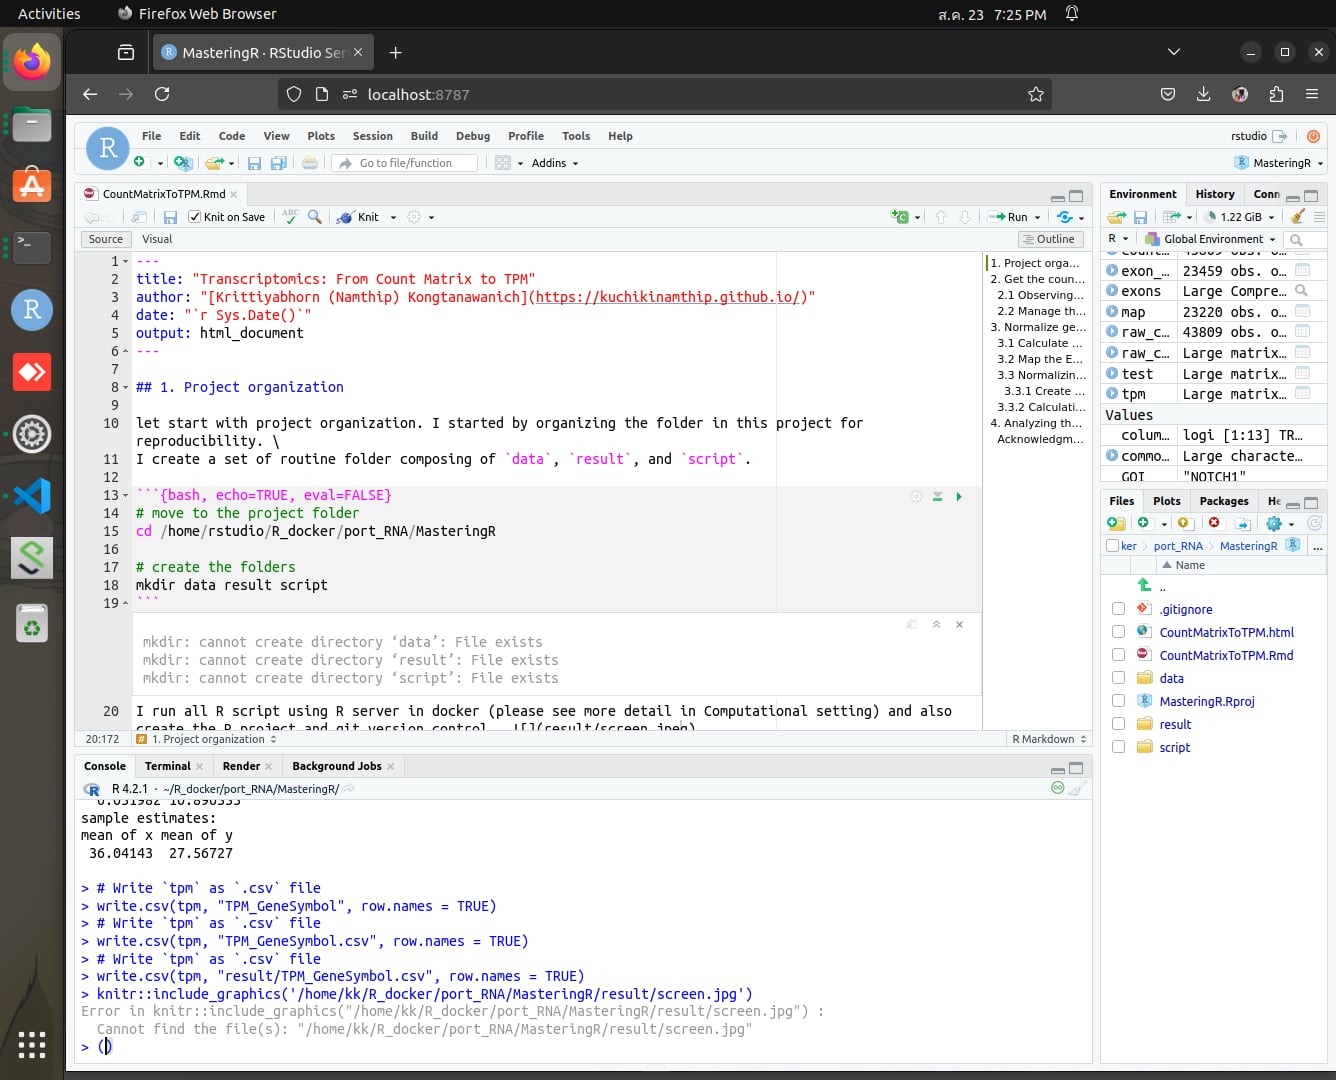 Activities
Firefox Web Browser
ส.ค. 23 7:25 PM
MasteringR · RStudio Ser
localhost:8787
File Edit Code View Plots Session Build Debug Profile Tools Help
rstudio
Go to file/function
Addins
MasteringR
CountMatrixToTPM.Rmd
Knit on Save
ABC
Knit
Run
Source Visual
Outline
1 ---
2 title: "Transcriptomics: From Count Matrix to TPM"
3 author: "[Krittiyabhorn (Namthip) Kongtanawanich](https://kuchikinamthip.github.io/)"
4 date: "`r Sys.Date()`"
5 output: html_document
6 ---
7
8 ## 1. Project organization
9
10 let start with project organization. I started by organizing the folder in this project for
reproducibility. \
11 I create a set of routine folder composing of `data`, `result`, and `script`.
12
13 ```{bash, echo=TRUE, eval=FALSE}
14 # move to the project folder
15 cd /home/rstudio/R_docker/port_RNA/MasteringR
16
17 # create the folders
18 mkdir data result script
19 ```
mkdir: cannot create directory ‘data’: File exists
mkdir: cannot create directory ‘result’: File exists
mkdir: cannot create directory ‘script’: File exists
20 I run all R script using R server in docker (please see more detail in Computational setting) and also
create the R project and git version control. ![](result/screen.jpeg)
20:172
1. Project organization
R Markdown
1. Project orga...
2. Get the coun...
2.1 Observing...
2.2 Manage th...
3. Normalize ge...
3.1 Calculate ...
3.2 Map the E...
3.3 Normalizin...
3.3.1 Create ...
3.3.2 Calculati...
4. Analyzing th...
Acknowledgm...
Console Terminal Render Background Jobs
R 4.2.1 · ~/R_docker/port_RNA/MasteringR/
0.031982 10.890333
sample estimates:
mean of x mean of y
36.04143 27.56727
> # Write `tpm` as `.csv` file
> write.csv(tpm, "TPM_GeneSymbol", row.names = TRUE)
> # Write `tpm` as `.csv` file
> write.csv(tpm, "TPM_GeneSymbol.csv", row.names = TRUE)
> # Write `tpm` as `.csv` file
> write.csv(tpm, "result/TPM_GeneSymbol.csv", row.names = TRUE)
> knitr::include_graphics('/home/kk/R_docker/port_RNA/MasteringR/result/screen.jpg')
Error in knitr::include_graphics("/home/kk/R_docker/port_RNA/MasteringR/result/screen.jpg") :
Cannot find the file(s): "/home/kk/R_docker/port_RNA/MasteringR/result/screen.jpg"
> ()
Environment History Conn
1.22 GiB
R Global Environment
exon_... 23459 obs. o...
exons Large Compre...
map 23220 obs. o...
raw_c... 43809 obs. o...
raw_c... Large matrix...
test Large matrix...
tpm Large matrix...
Values
colum... logi [1:13] TR...
commo... Large characte...
GOI "NOTCH1"
Files Plots Packages He
ker port_RNA MasteringR ...
Name
..
.gitignore
CountMatrixToTPM.html
CountMatrixToTPM.Rmd
data
MasteringR.Rproj
result
script